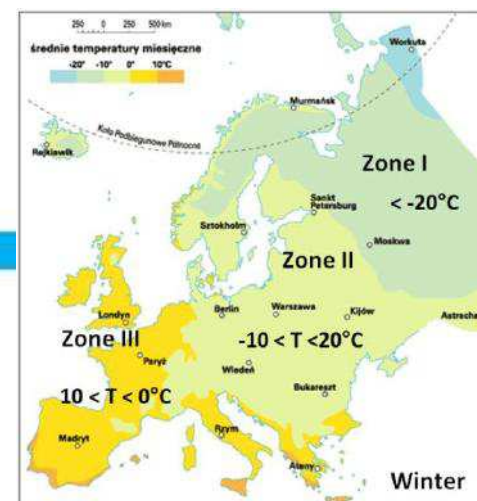 250 0 250 500 km
średnie temperatury miesięczne
-20° -10° 0° 10°C
Workuta
Murmańsk
Koło Podbiegunowe Północne
Rejkiawik
Zone I
< -20°C
Sankt
Petersburg
Sztokholm
Moskwa
Zone II
Londyn
Berlin
Warszawa
Kijów
Astrachań
Zone III
-10 < T <20°C
Paryż
Wiedeń
10 < T < 0°C
Bukareszt
Madryt
Rzym
Ateny
Winter